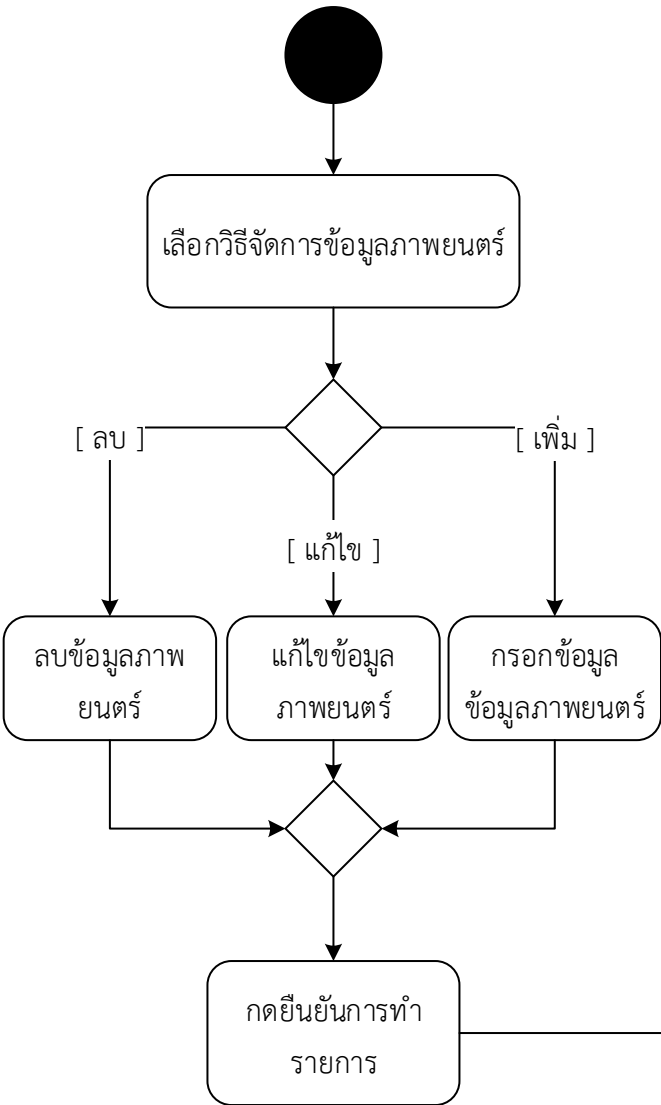 เลือกวิธีจัดการข้อมูลภาพยนตร์
[ ลบ ]
[ เพิ่ม ]
[ แก้ไข ]
ลบข้อมูลภาพ
ยนตร์
แก้ไขข้อมูล
ภาพยนตร์
กรอกข้อมูล
ข้อมูลภาพยนตร์
กดยืนยันการทำ
รายการ